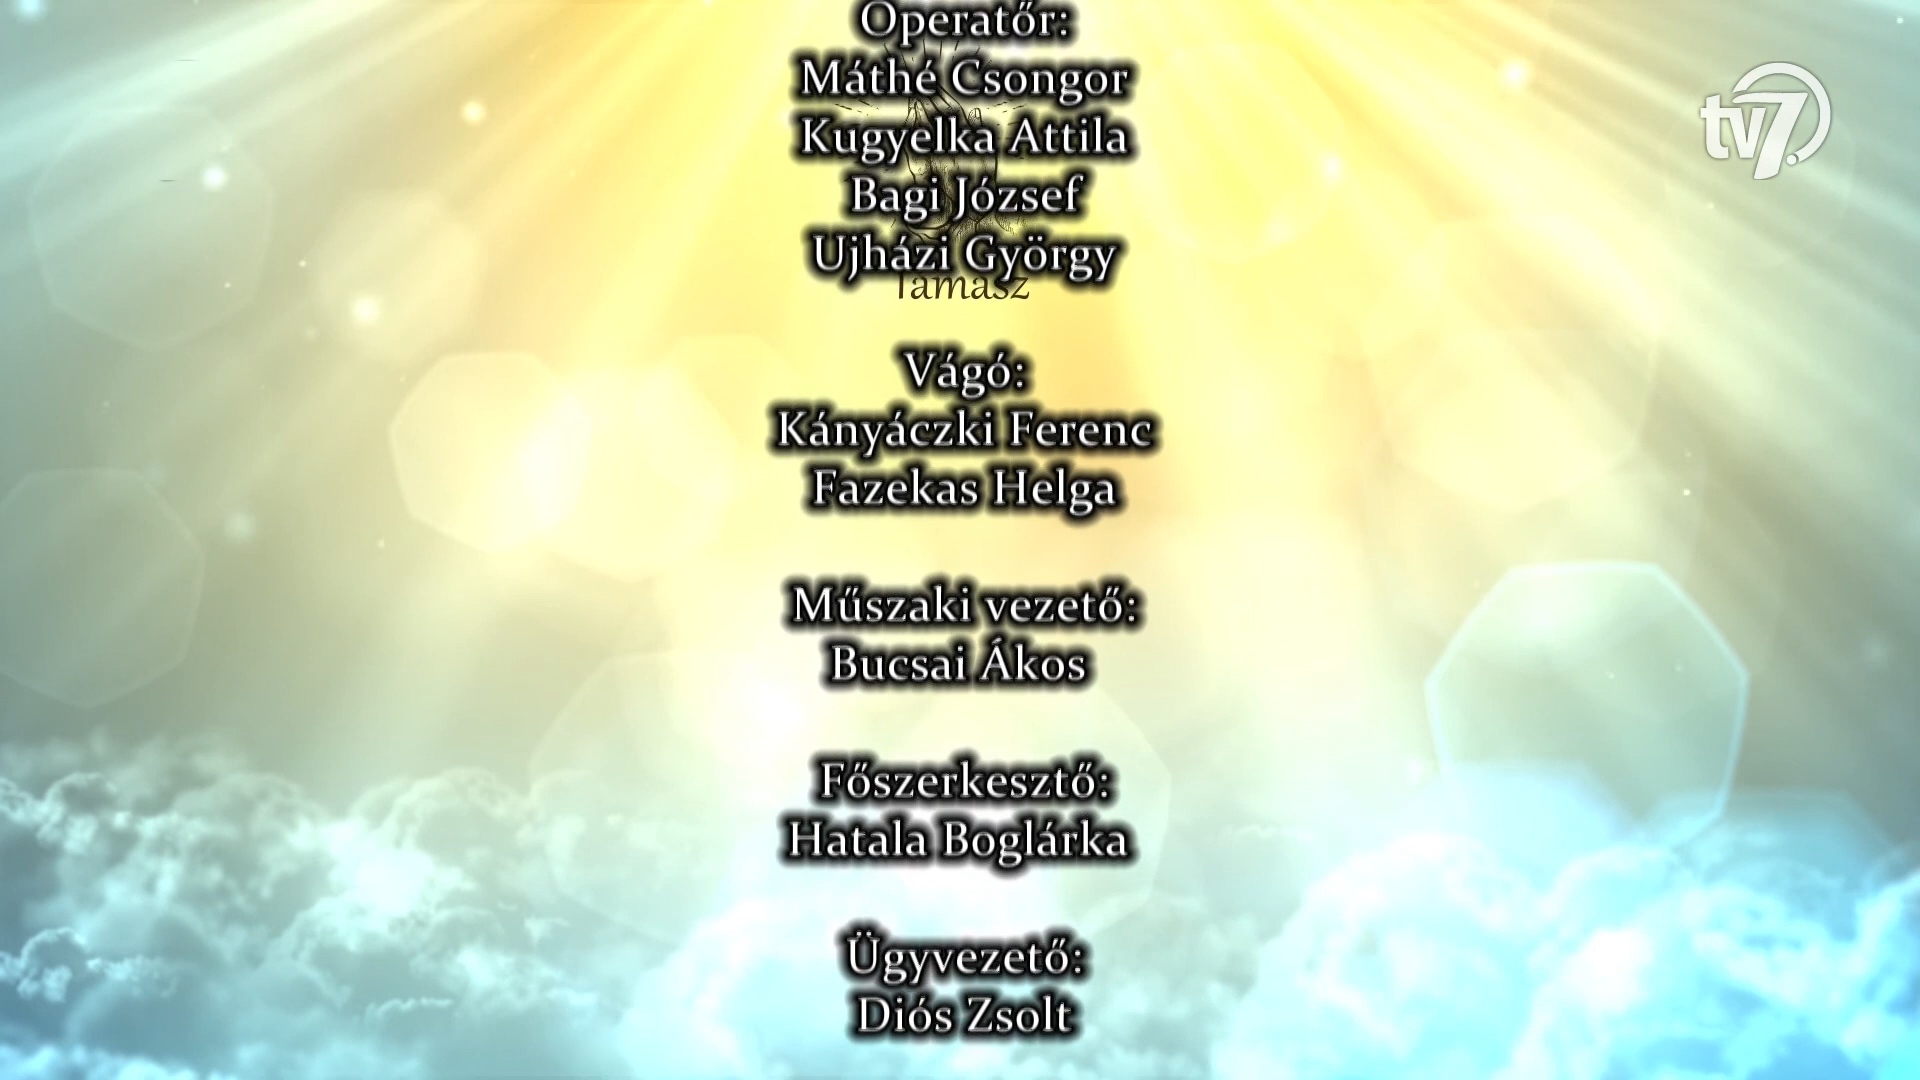 Operatőr:
Máthé Csongor
Kugyelka Attila
Bagi József
Ujházi György
Tamasz
Vágó:
Kányáczki Ferenc
Fazekas Helga
Műszaki vezető:
Bucsai Ákos
Főszerkesztő:
Hatala Boglárka
Ügyvezető:
Diós Zsolt
tv7.